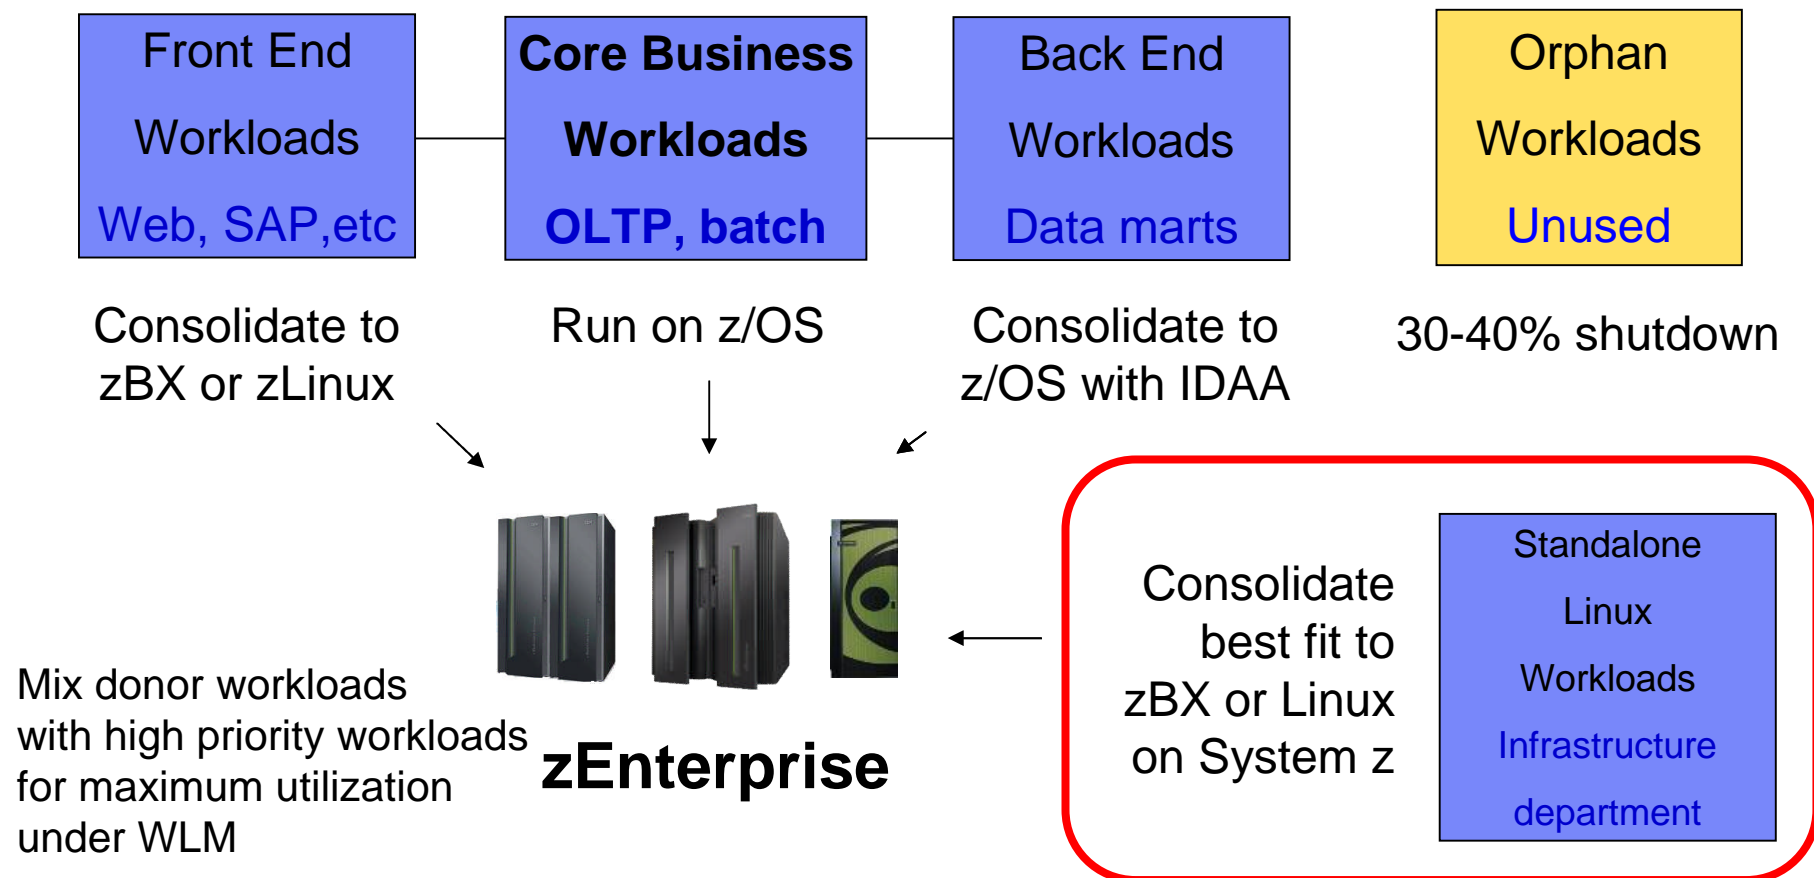 Front End
Workloads
Web, SAP,etc
Core Business
Workloads
OLTP, batch
Back End
Workloads
Data marts
Orphan
Workloads
Unused
Consolidate to
zBX or zLinux
Run on z/OS
Consolidate to
z/OS with IDAA
30-40% shutdown
Consolidate
best fit to
zBX or Linux
on System z
Standalone
Linux
Workloads
Infrastructure
department
Mix donor workloads
with high priority workloads
for maximum utilization
under WLM
zEnterprise